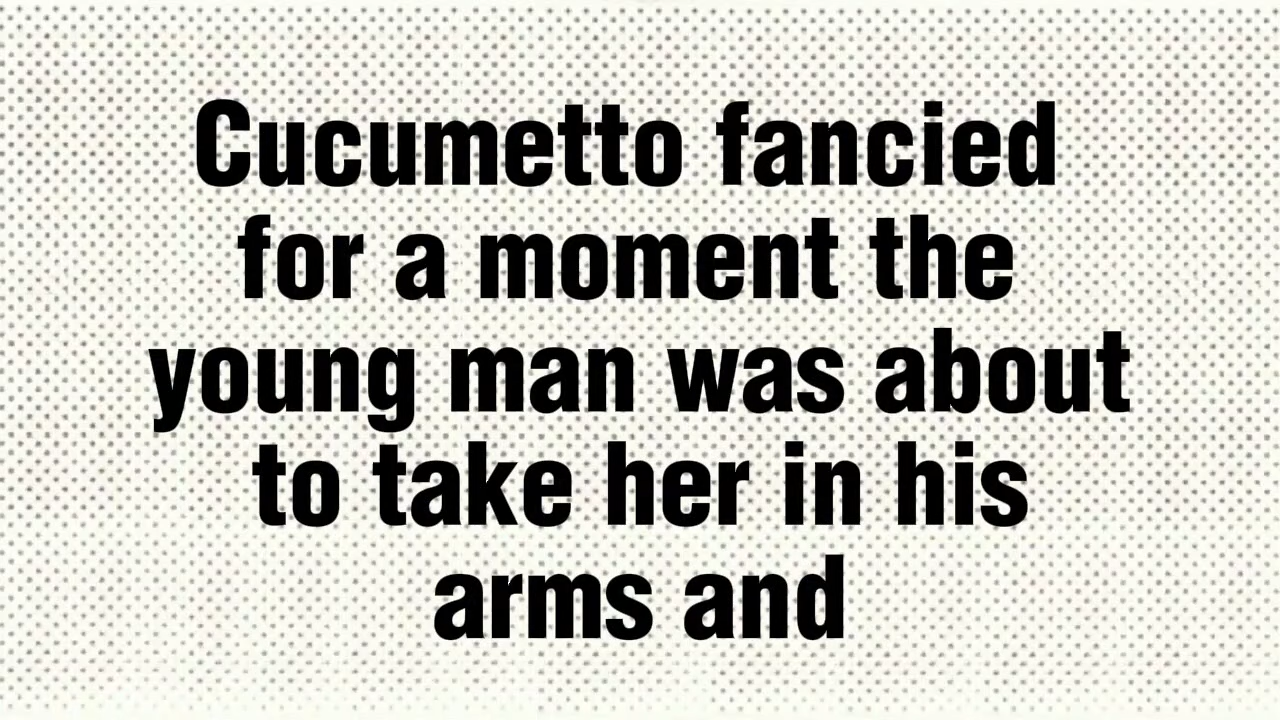 Cucumetto fancied
for a moment the
young man was about
to take her in his
arms and